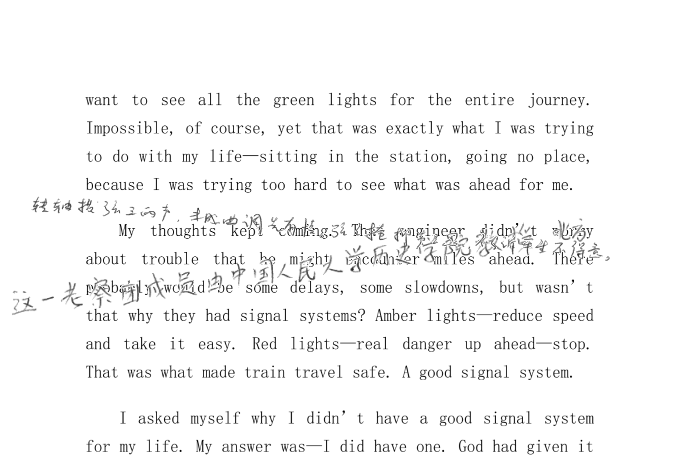 want to see all the green lights for the entire journey.
Impossible, of course, yet that was exactly what I was trying
to do with my life—sitting in the station, going no place,
because I was trying too hard to see what was ahead for me.
转轴拨弦三两声，未成曲调先有
My thoughts kept coming. The engineer didn’t worry
about trouble that he might encounter miles ahead. There
这一考察团成员由中国人民大学历史学院教师学生
probably would be some delays, some slowdowns, but wasn’t
that why they had signal systems? Amber lights—reduce speed
and take it easy. Red lights—real danger up ahead—stop.
That was what made train travel safe. A good signal system.
I asked myself why I didn’t have a good signal system
for my life. My answer was—I did have one. God had given it